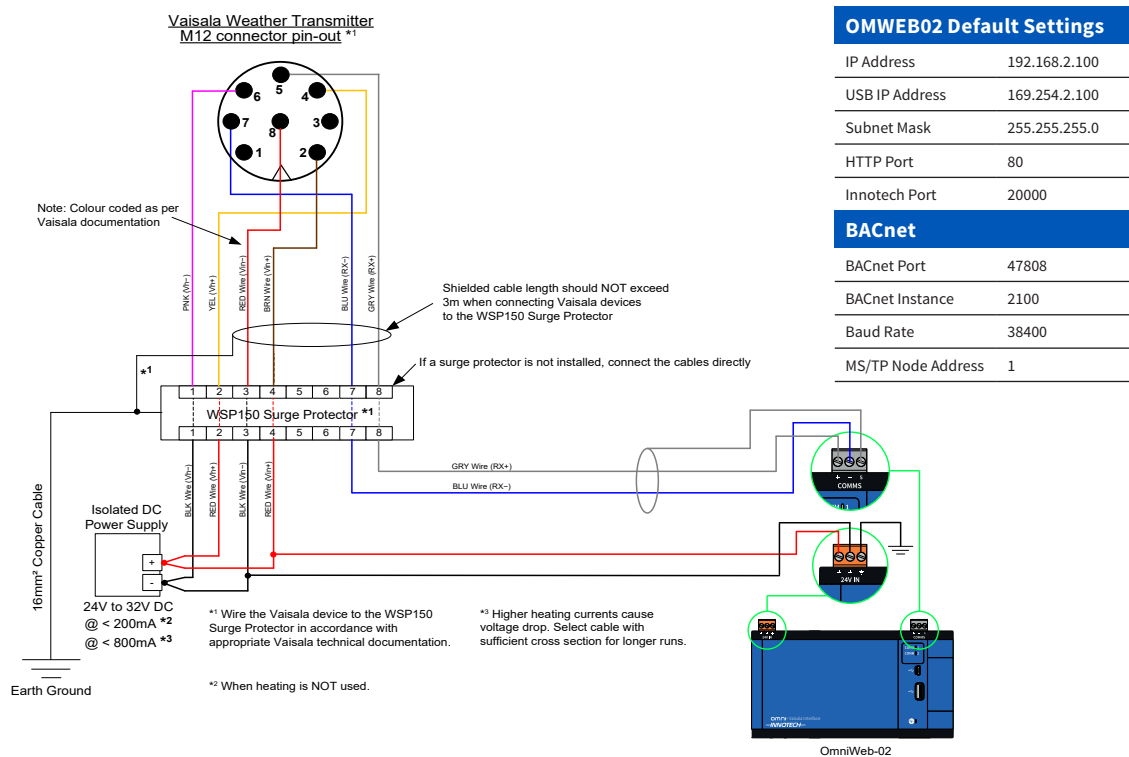 Vaisala Weather Transmitter
M12 connector pin-out *1
5
6
4
7
8
3
1
2
Note: Colour coded as per
Vaisala documentation
PNK (Vh−)
YEL (Vh+)
RED Wire (Vin−)
BRN Wire (Vin+)
BLU Wire (RX−)
GRY Wire (RX+)
Shielded cable length should NOT exceed
3m when connecting Vaisala devices
to the WSP150 Surge Protector
*1
If a surge protector is not installed, connect the cables directly
1 2 3 4 5 6 7 8
WSP150 Surge Protector *1
1 2 3 4 5 6 7 8
BLK Wire (Vh−)
RED Wire (Vh+)
BLK Wire (Vin−)
RED Wire (Vin+)
GRY Wire (RX+)
BLU Wire (RX−)
16mm² Copper Cable
Isolated DC
Power Supply
+
-
24V to 32V DC
@ < 200mA *2
@ < 800mA *3
Earth Ground
*1 Wire the Vaisala device to the WSP150
Surge Protector in accordance with
appropriate Vaisala technical documentation.
*2 When heating is NOT used.
*3 Higher heating currents cause
voltage drop. Select cable with
sufficient cross section for longer runs.
+ − S
COMMS
24V IN
24V IN
COMMS
OMNI
INNOTECH
OmniWeb-02
OMWEB02 Default Settings
IP Address 192.168.2.100
USB IP Address 169.254.2.100
Subnet Mask 255.255.255.0
HTTP Port 80
Innotech Port 20000
BACnet
BACnet Port 47808
BACnet Instance 2100
Baud Rate 38400
MS/TP Node Address 1